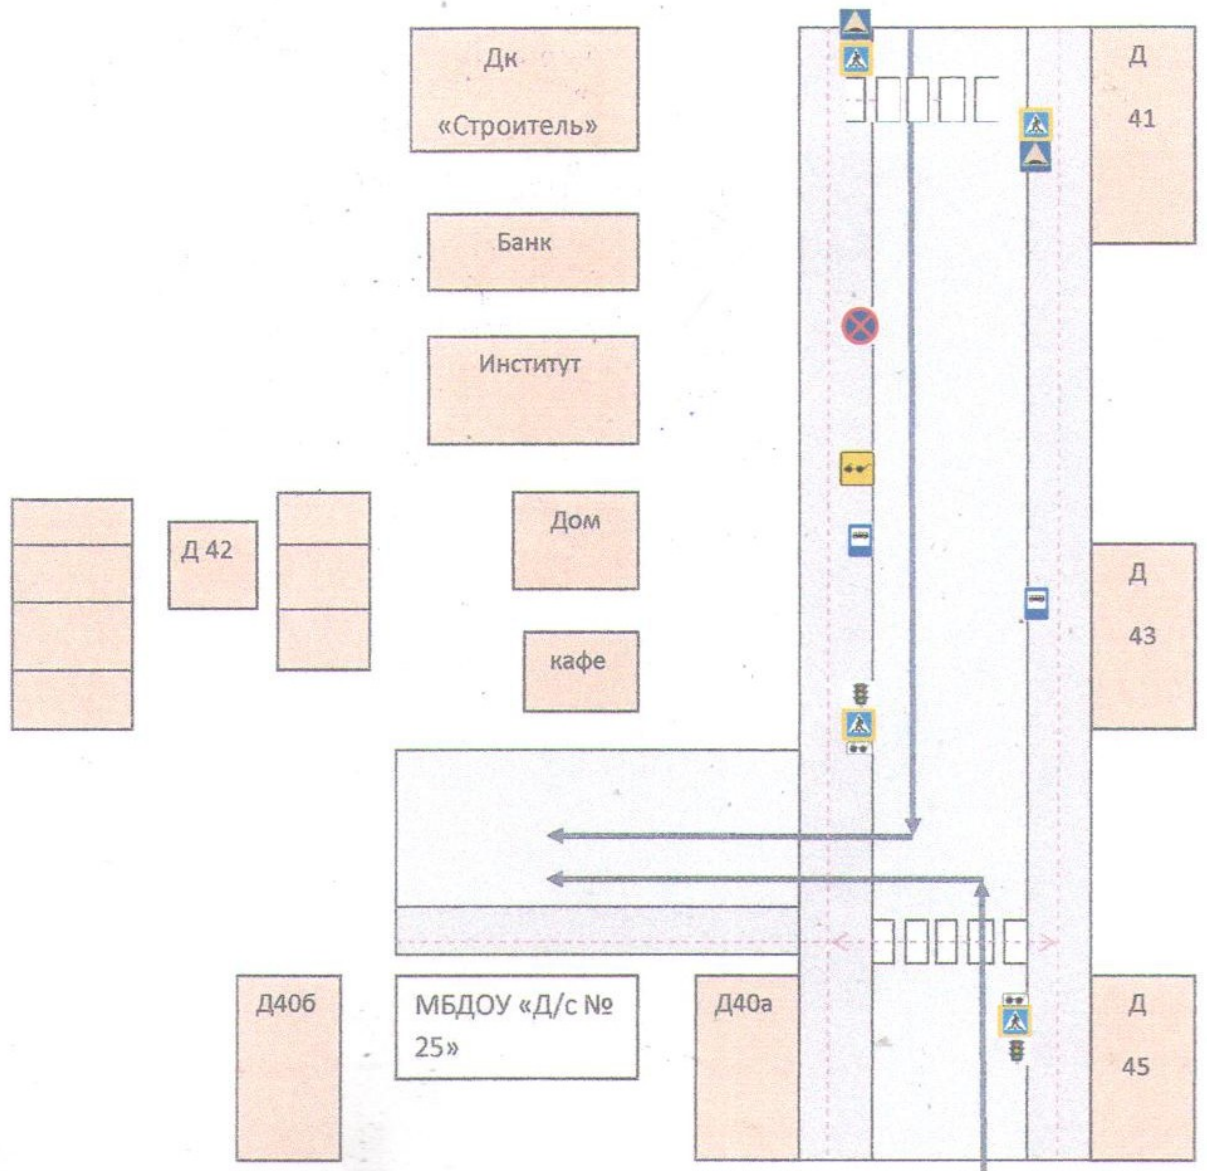 Дк
«Строитель»
Д
41
Банк
Институт
Дом
Д 42
Д
43
кафе
Д40б
МБДОУ «Д/с №
25»
Д40а
Д
45